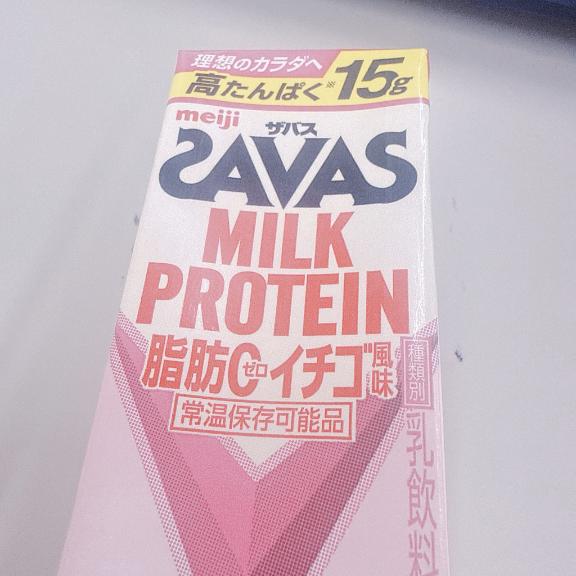 理想のカラダへ
高たんぱく※15g
meiji
ザバス
SAVAS
MILK
PROTEIN
脂肪0ゼロイチゴ風味
常温保存可能品
種類別
乳飲料